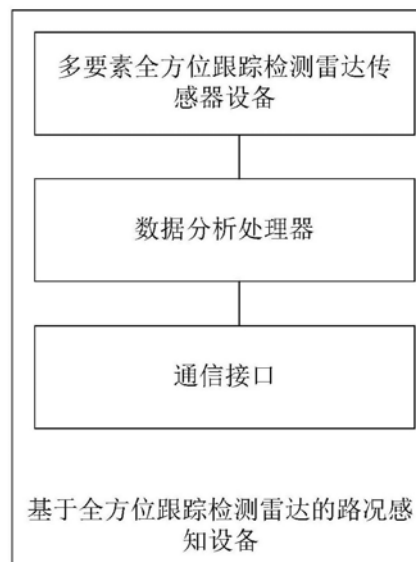 多要素全方位跟踪检测雷达传
感器设备
数据分析处理器
通信接口
基于全方位跟踪检测雷达的路况感
知设备